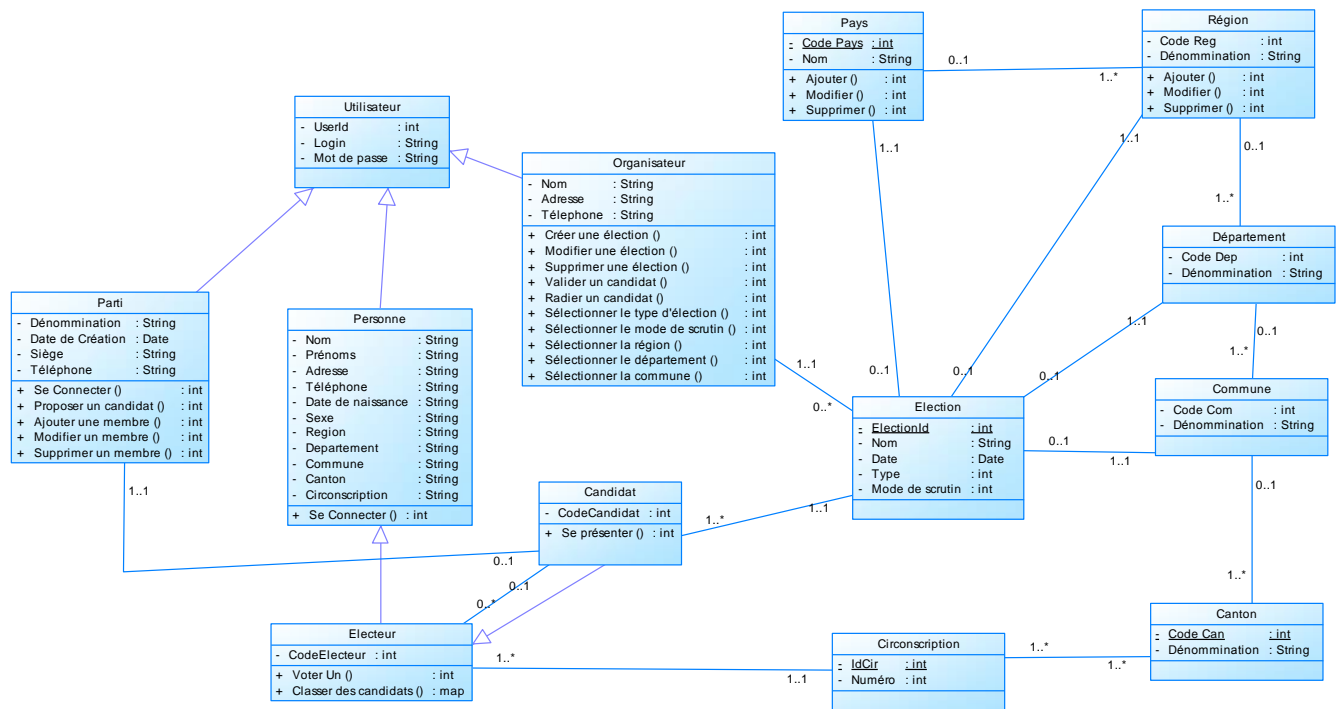 Pays
- Code Pays : int
- Nom : String
+ Ajouter () : int
+ Modifier () : int
+ Supprimer () : int
0..1
1..*
1..1
0..1
Région
- Code Reg : int
- Dénommination : String
+ Ajouter () : int
+ Modifier () : int
+ Supprimer () : int
1..1
0..1
0..1
1..*
Utilisateur
- UserId : int
- Login : String
- Mot de passe : String
Organisateur
- Nom : String
- Adresse : String
- Télephone : String
+ Créer une élection () : int
+ Modifier une élection () : int
+ Supprimer une élection () : int
+ Valider un candidat () : int
+ Radier un candidat () : int
+ Sélectionner le type d'élection () : int
+ Sélectionner le mode de scrutin () : int
+ Sélectionner la région () : int
+ Sélectionner le département () : int
+ Sélectionner la commune () : int
1..1
0..*
Département
- Code Dep : int
- Dénommination : String
1..1
0..1
0..1
1..*
Parti
- Dénommination : String
- Date de Création : Date
- Siège : String
- Téléphone : String
+ Se Connecter () : int
+ Proposer un candidat () : int
+ Ajouter une membre () : int
+ Modifier un membre () : int
+ Supprimer un membre () : int
1..1
0..1
Personne
- Nom : String
- Prénoms : String
- Adresse : String
- Téléphone : String
- Date de naissance : String
- Sexe : String
- Region : String
- Departement : String
- Commune : String
- Canton : String
- Circonscription : String
+ Se Connecter () : int
Election
- ElectionId : int
- Nom : String
- Date : Date
- Type : int
- Mode de scrutin : int
0..1
1..1
Commune
- Code Com : int
- Dénommination : String
0..1
1..*
Candidat
- CodeCandidat : int
+ Se présenter () : int
1..*
1..1
0..1
0..*
Electeur
- CodeElecteur : int
+ Voter Un () : int
+ Classer des candidats () : map
1..*
1..1
Circonscription
- IdCir : int
- Numéro : int
1..*
1..*
Canton
- Code Can : int
- Dénommination : String